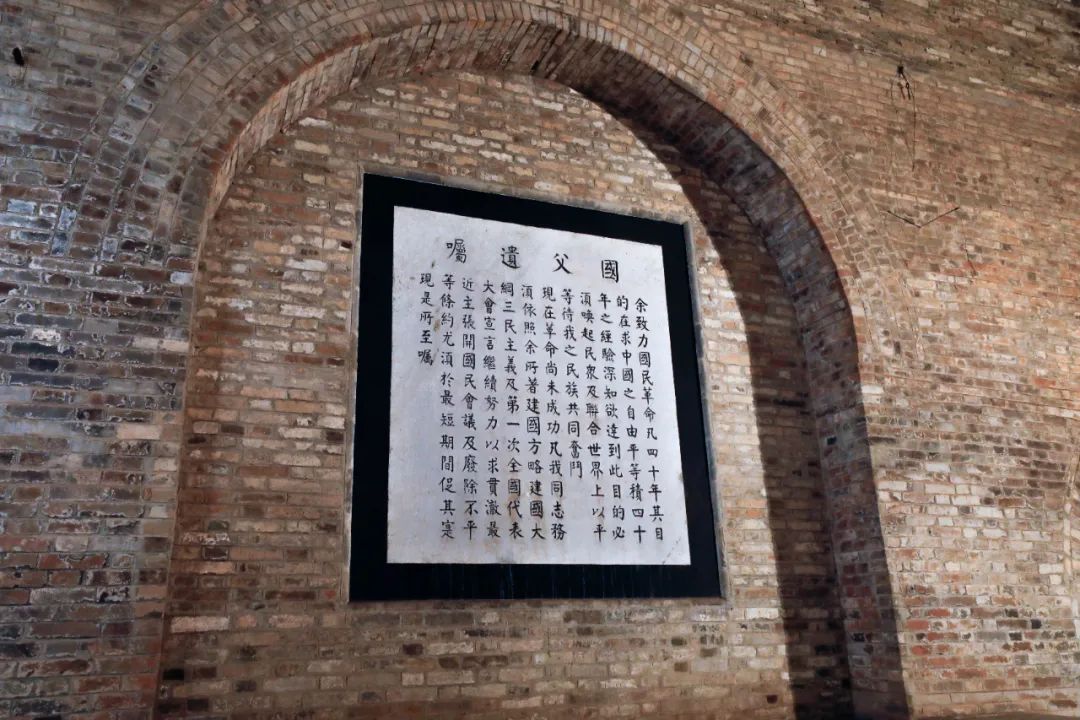 國父遺囑
余致力國民革命凡四十年其目
的在求中國之自由平等積四十
年之經驗深知欲達到此目的必
須喚起民衆及聯合世界上以平
等待我之民族共同奮鬥
現在革命尚未成功凡我同志務
須依照余所著建國方略建國大
綱三民主義及第一次全國代表
大會宣言繼續努力以求貫澈最
近主張開國民會議及廢除不平
等條約尤須於最短期間促其寔
現是所至囑